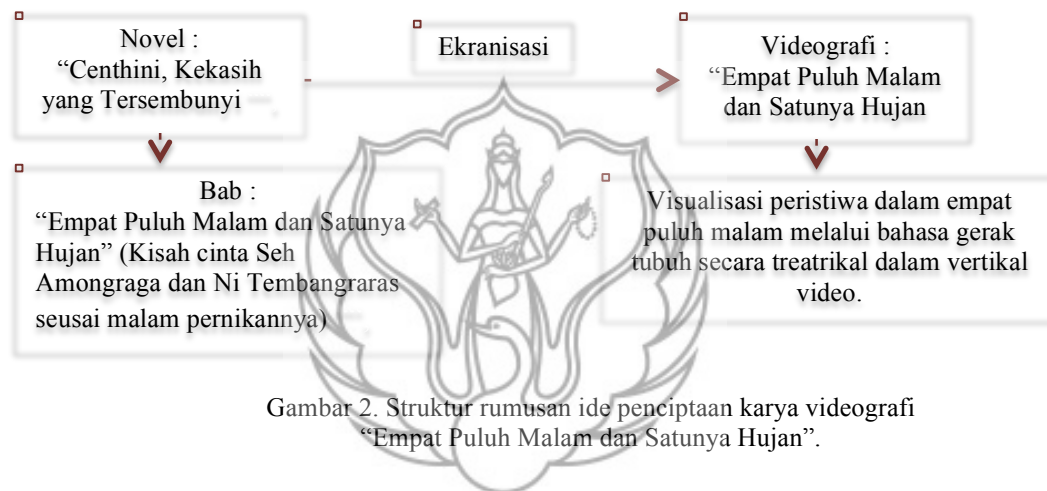 Novel :
“Centhini, Kekasih
yang Tersembunyi
Ekranisasi
Videografi :
“Empat Puluh Malam
dan Satunya Hujan
Bab :
“Empat Puluh Malam dan Satunya
Hujan” (Kisah cinta Seh
Amongraga dan Ni Tembangraras
seusai malam pernikannya)
Visualisasi peristiwa dalam empat
puluh malam melalui bahasa gerak
tubuh secara treatrikal dalam vertikal
video.
Gambar 2. Struktur rumusan ide penciptaan karya videografi
“Empat Puluh Malam dan Satunya Hujan”.